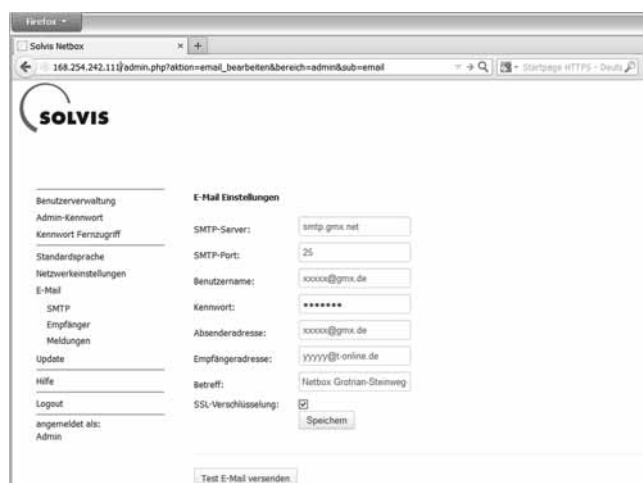 Firefox
Solvis Netbox × +
168.254.242.111/admin.php?aktion=email_bearbeiten&bereich=admin&sub=email
Startpage HTTPS - Deuts
SOLVIS
Benutzerverwaltung
Admin-Kennwort
Kennwort Fernzugriff
Standardsprache
Netzwerkeinstellungen
E-Mail
SMTP
Empfänger
Meldungen
Update
Hilfe
Logout
angemeldet als:
Admin
E-Mail Einstellungen
SMTP-Server: smtp.gmx.net
SMTP-Port: 25
Benutzername: xxxxx@gmx.de
Kennwort: •••••••
Absenderadresse: xxxxx@gmx.de
Empfängeradresse: yyyyy@t-online.de
Betreff: Netbox Grotrian-Steinweg
SSL-Verschlüsselung:
Speichern
Test E-Mail versenden